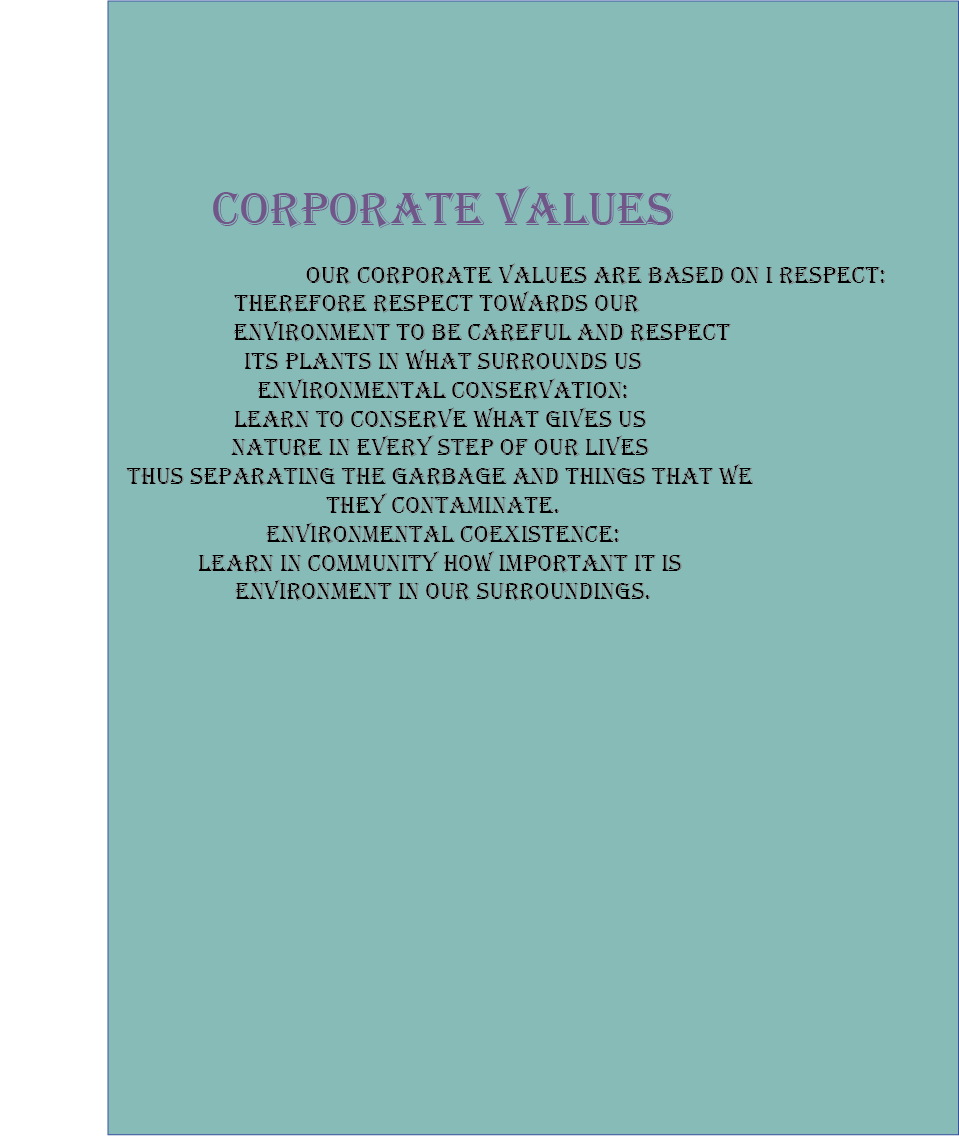 CORPORATE VALUES
OUR CORPORATE VALUES ARE BASED ON I RESPECT:
THEREFORE RESPECT TOWARDS OUR
ENVIRONMENT TO BE CAREFUL AND RESPECT
ITS PLANTS IN WHAT SURROUNDS US
ENVIRONMENTAL CONSERVATION:
LEARN TO CONSERVE WHAT GIVES US
NATURE IN EVERY STEP OF OUR LIVES
THUS SEPARATING THE GARBAGE AND THINGS THAT WE
THEY CONTAMINATE.
ENVIRONMENTAL COEXISTENCE:
LEARN IN COMMUNITY HOW IMPORTANT IT IS
ENVIRONMENT IN OUR SURROUNDINGS.